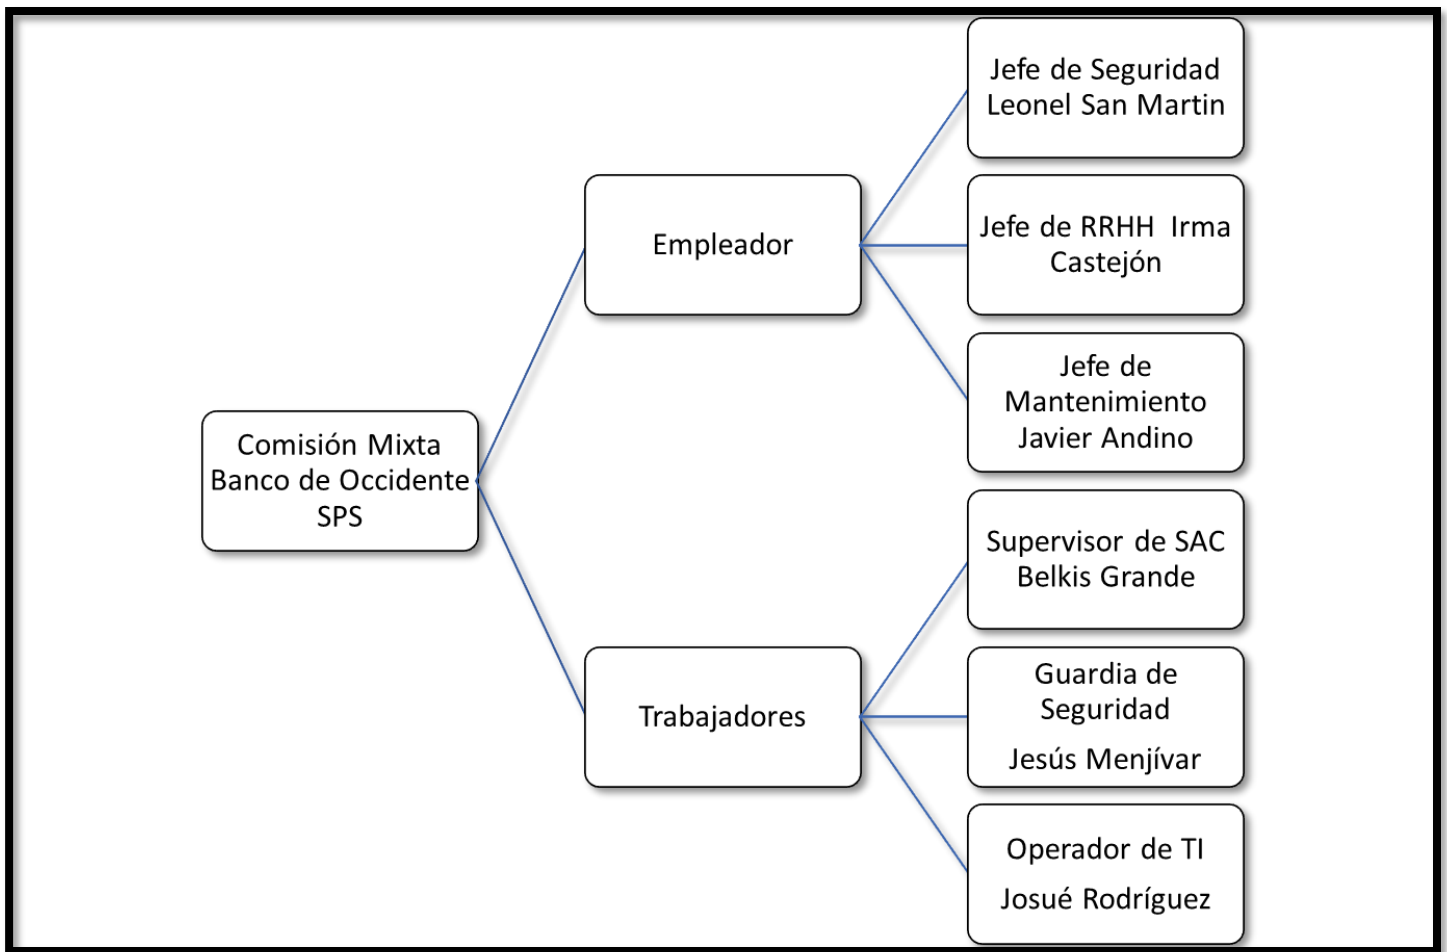 Comisión Mixta
Banco de Occidente
SPS
Empleador
Jefe de Seguridad
Leonel San Martin
Jefe de RRHH  Irma
Castejón
Jefe de
Mantenimiento
Javier Andino
Trabajadores
Supervisor de SAC
Belkis Grande
Guardia de
Seguridad
Jesús Menjívar
Operador de TI
Josué Rodríguez